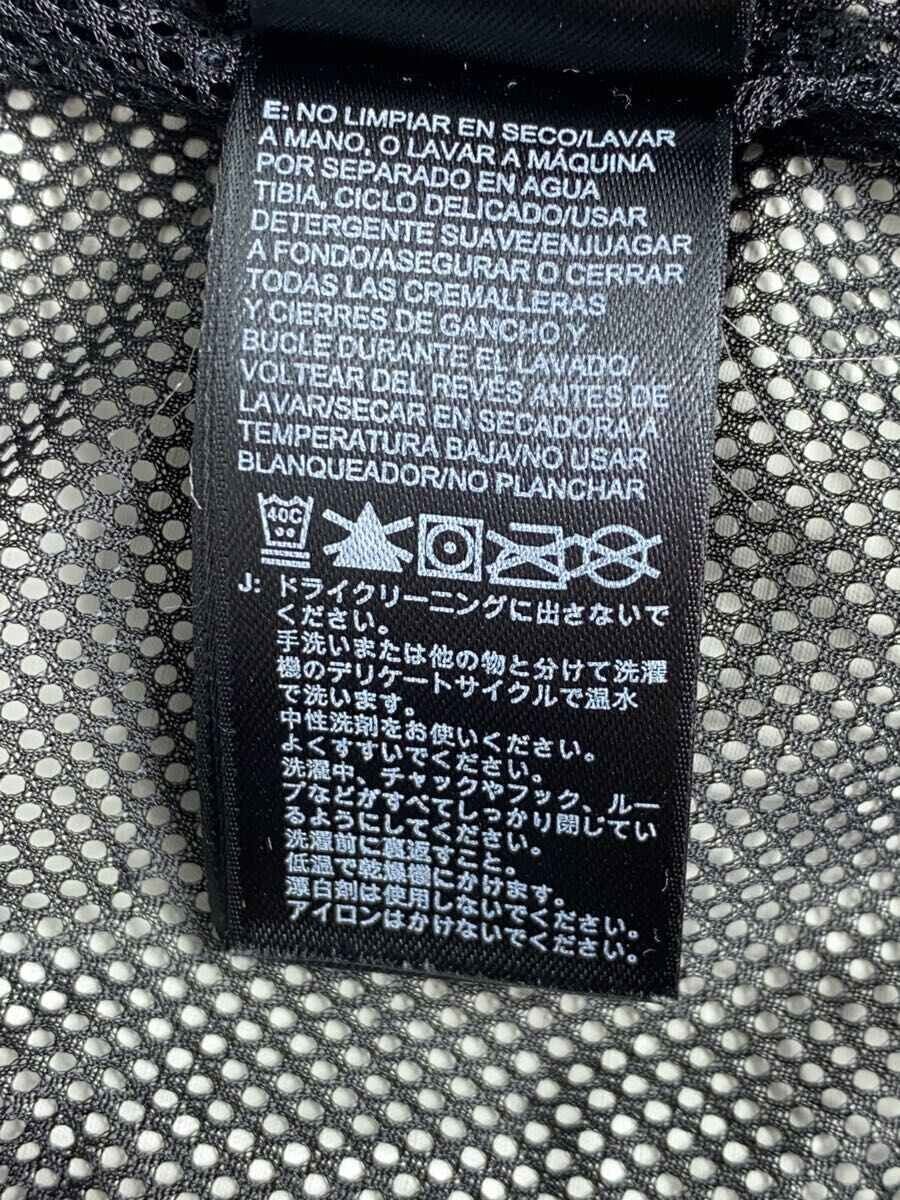 E: NO LIMPIAR EN SECO/LAVAR
A MANO, O LAVAR A MÁQUINA
POR SEPARADO EN AGUA
TIBIA, CICLO DELICADO/USAR
DETERGENTE SUAVE/ENJUAGAR
A FONDO/ASEGURAR O CERRAR
TODAS LAS CREMALLERAS
Y CIERRES DE GANCHO Y
BUCLE DURANTE EL LAVADO/
VOLTEAR DEL REVÉS ANTES DE
LAVAR/SECAR EN SECADORA A
TEMPERATURA BAJA/NO USAR
BLANQUEADOR/NO PLANCHAR
40C
J: ドライクリーニングに出さないで
ください。
手洗いまたは他の物と分けて洗濯
機のデリケートサイクルで温水
で洗います。
中性洗剤をお使いください。
よくすすいでください。
洗濯中、チャックやフック、ルー
プなどがすべてしっかり閉じてい
るようにしてください。
洗濯前に裏返すこと。
低温で乾燥機にかけます。
漂白剤は使用しないでください。
アイロンはかけないでください。